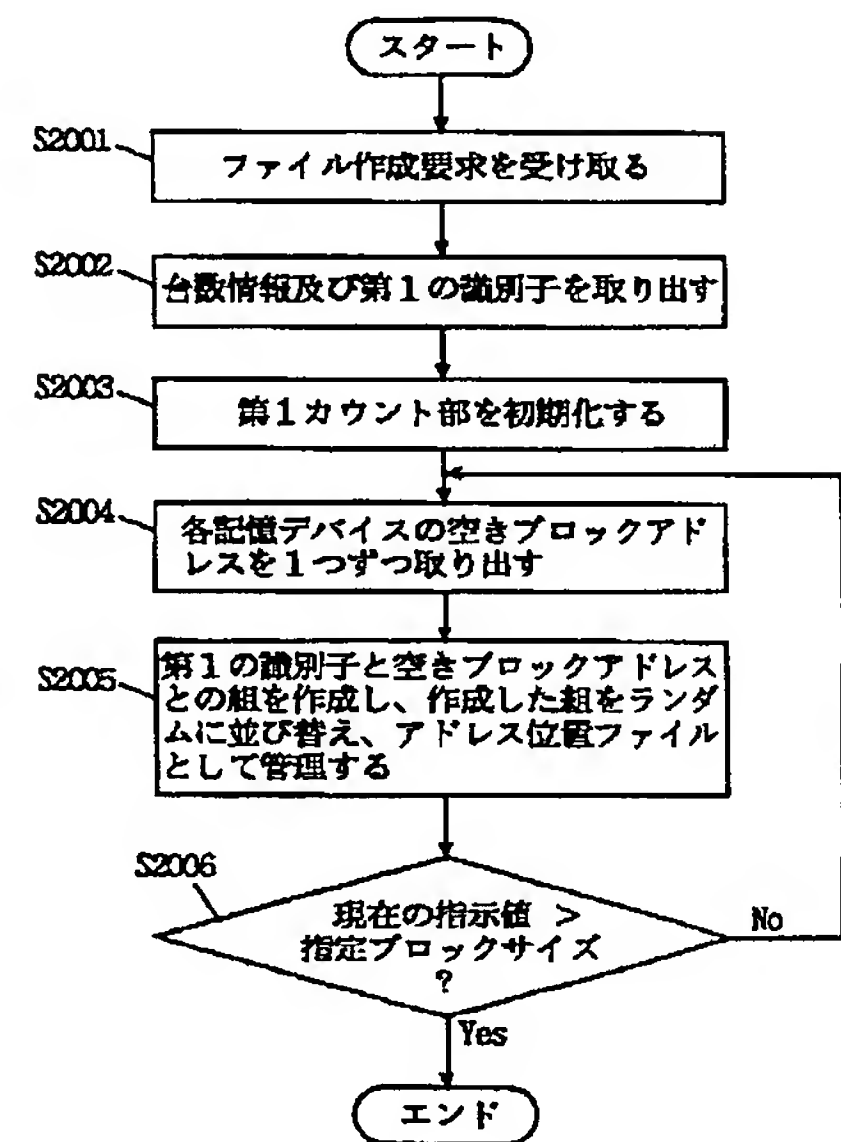 スタート
S2001
ファイル作成要求を受け取る
S2002
台数情報及び第1の識別子を取り出す
S2003
第1カウント部を初期化する
S2004
各記憶デバイスの空きブロックアド
レスを1つずつ取り出す
S2005
第1の識別子と空きブロックアドレス
との組を作成し、作成した組をランダ
ムに並び替え、アドレス位置ファイル
として管理する
S2006
現在の指示値 >
指定ブロックサイズ
?
No
Yes
エンド